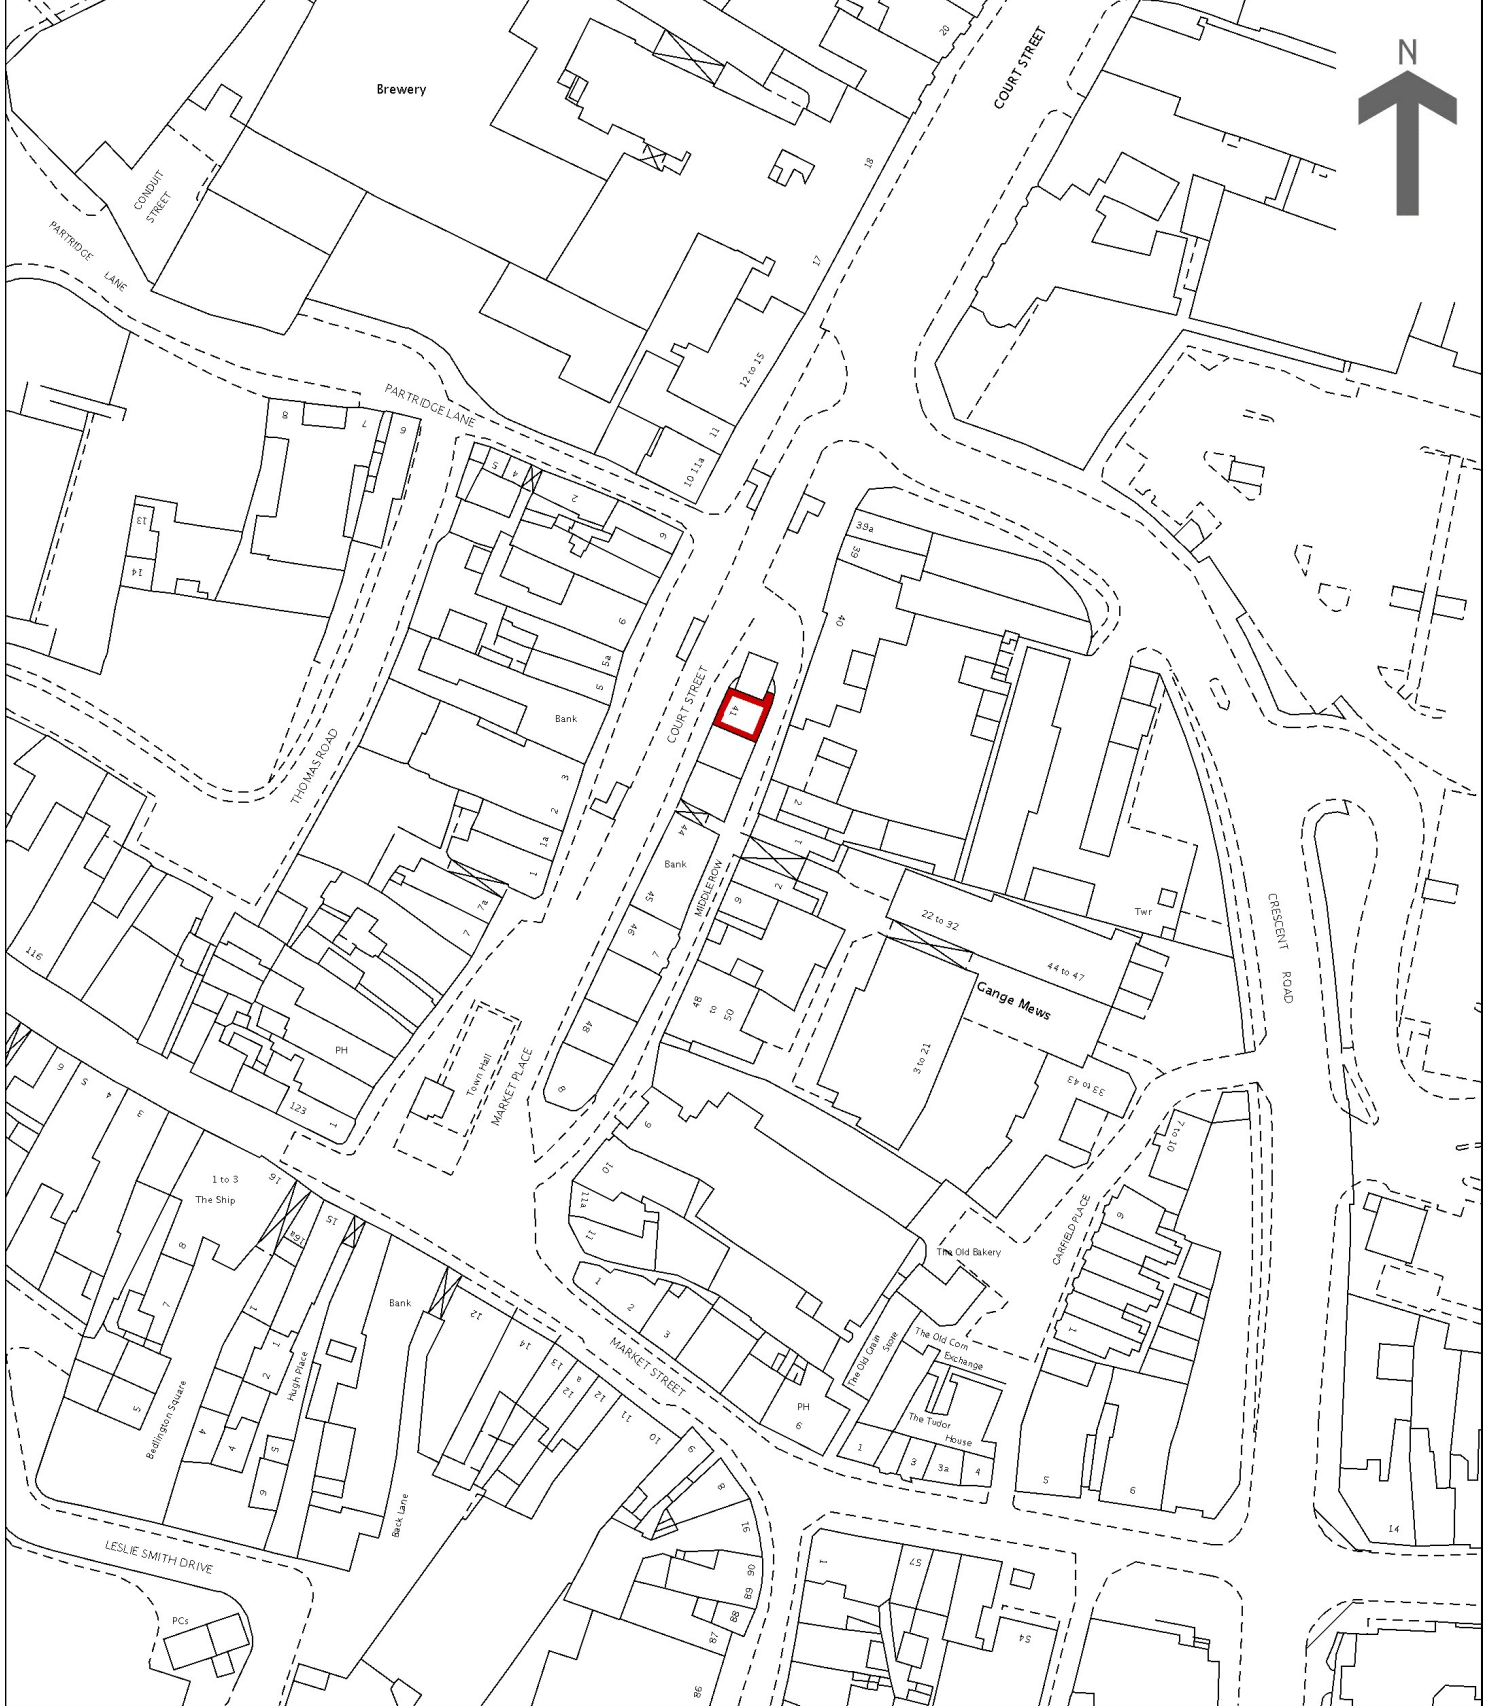 N
20
COURT STREET
Brewery
18
CONDUIT
STREET
PARTRIDGE
LANE
17
12 to 15
PARTRIDGE LANE
8
7
6
11
10 11a
5
4
2
13
14
9
39a
39
40
6
5a
5
COURT STREET
41
Bank
THOMAS ROAD
3
2
1a
1
2
1
44
Bank
45
MIDDLE ROW
2
9
7a
7
46
7
22 to 32
Twr
CRESCENT
ROAD
44 to 47
Gange Mews
116
48
to
50
48
3 to 21
PH
Town Hall
MARKET PLACE
8
33 to 43
6
5
4
3
123
1
9
7 to 10
10
11a
11
1 to 3
The Ship
16
16a
15
8
9
CARFIELD PLACE
The Old Bakery
1
2
3
Bank
12
7
1
1
2
14
13
12
a
12
11
10
MARKET STREET
The Old Grain
Store
The Old Corn
Exchange
1
Hugh Place
Bedlington Square
5
4
4
5
9
PH
9
The Tudor
House
1
3
3a
4
5
6
9
8
16
Back Lane
14
LESLIE SMITH DRIVE
PCs
90
89
88
87
86
1
57
54